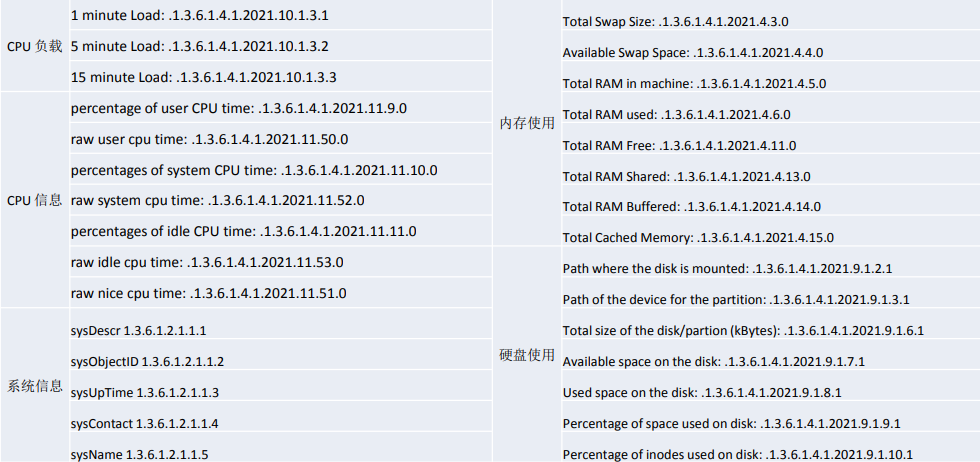 CPU 负载
1 minute Load: .1.3.6.1.4.1.2021.10.1.3.1
5 minute Load: .1.3.6.1.4.1.2021.10.1.3.2
15 minute Load: .1.3.6.1.4.1.2021.10.1.3.3
CPU 信息
percentage of user CPU time: .1.3.6.1.4.1.2021.11.9.0
raw user cpu time: .1.3.6.1.4.1.2021.11.50.0
percentages of system CPU time: .1.3.6.1.4.1.2021.11.10.0
raw system cpu time: .1.3.6.1.4.1.2021.11.52.0
percentages of idle CPU time: .1.3.6.1.4.1.2021.11.11.0
raw idle cpu time: .1.3.6.1.4.1.2021.11.53.0
raw nice cpu time: .1.3.6.1.4.1.2021.11.51.0
系统信息
sysDescr 1.3.6.1.2.1.1.1
sysObjectID 1.3.6.1.2.1.1.2
sysUpTime 1.3.6.1.2.1.1.3
sysContact 1.3.6.1.2.1.1.4
sysName 1.3.6.1.2.1.1.5
内存使用
Total Swap Size: .1.3.6.1.4.1.2021.4.3.0
Available Swap Space: .1.3.6.1.4.1.2021.4.4.0
Total RAM in machine: .1.3.6.1.4.1.2021.4.5.0
Total RAM used: .1.3.6.1.4.1.2021.4.6.0
Total RAM Free: .1.3.6.1.4.1.2021.4.11.0
Total RAM Shared: .1.3.6.1.4.1.2021.4.13.0
Total RAM Buffered: .1.3.6.1.4.1.2021.4.14.0
Total Cached Memory: .1.3.6.1.4.1.2021.4.15.0
硬盘使用
Path where the disk is mounted: .1.3.6.1.4.1.2021.9.1.2.1
Path of the device for the partition: .1.3.6.1.4.1.2021.9.1.3.1
Total size of the disk/partion (kBytes): .1.3.6.1.4.1.2021.9.1.6.1
Available space on the disk: .1.3.6.1.4.1.2021.9.1.7.1
Used space on the disk: .1.3.6.1.4.1.2021.9.1.8.1
Percentage of space used on disk: .1.3.6.1.4.1.2021.9.1.9.1
Percentage of inodes used on disk: .1.3.6.1.4.1.2021.9.1.10.1